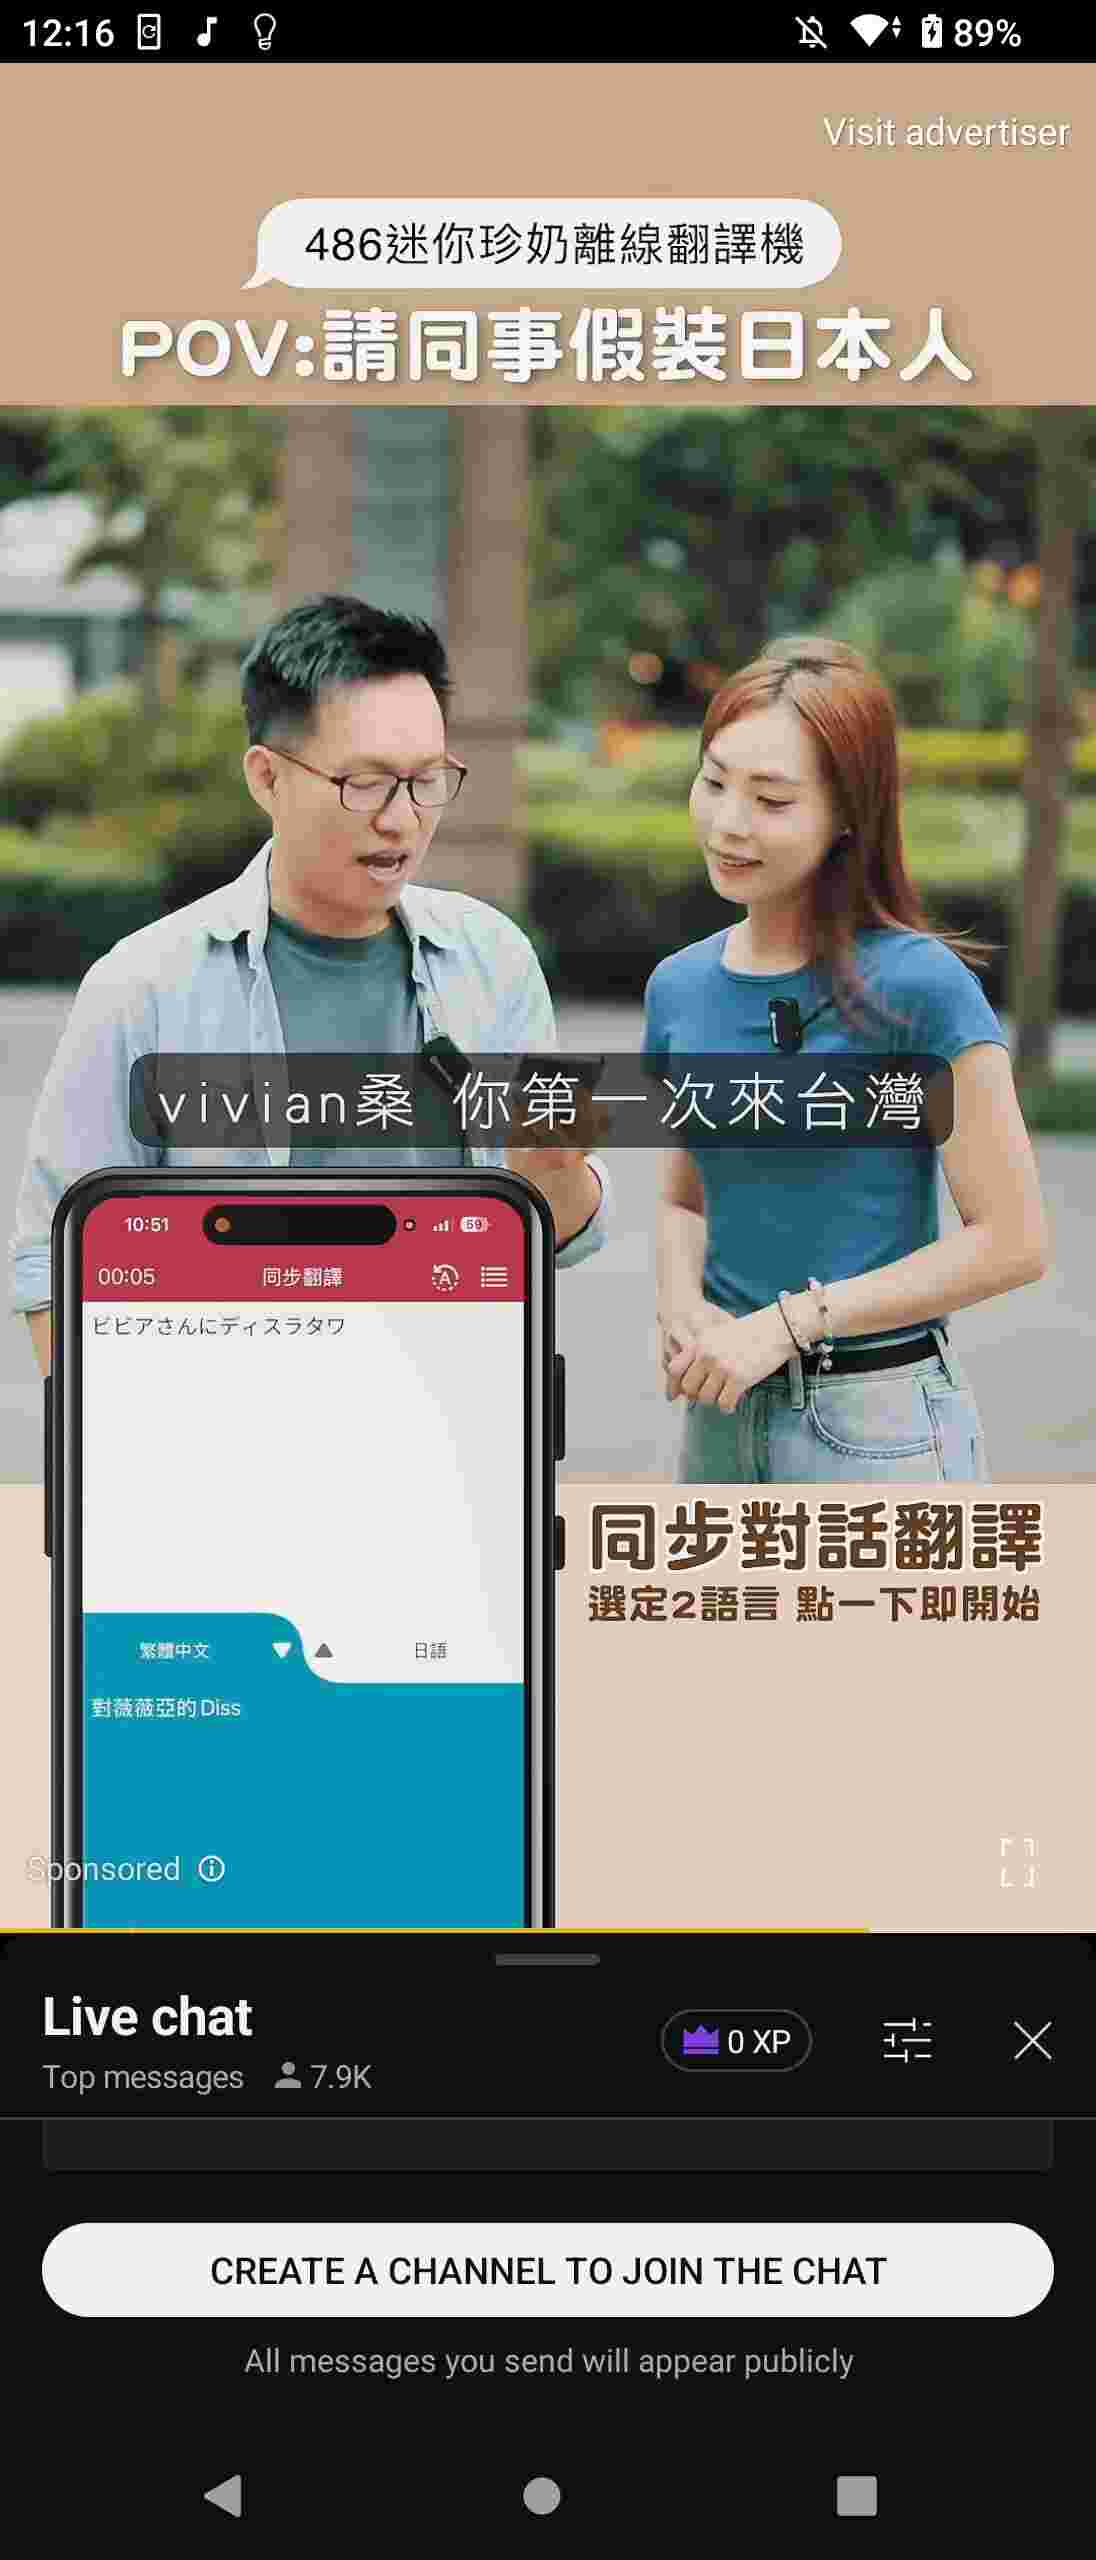 12:16
89%
Visit advertiser
486迷你珍奶離線翻譯機
POV:請同事假裝日本人
vivian桑 你第一次來台灣
10:51
59
00:05
同步翻譯
A
ビビアさんにディスラタワ
同步對話翻譯
選定2語言 點一下即開始
繁體中文
日語
對薇薇亞的Diss
Sponsored
Live chat
0 XP
Top messages
7.9K
CREATE A CHANNEL TO JOIN THE CHAT
All messages you send will appear publicly